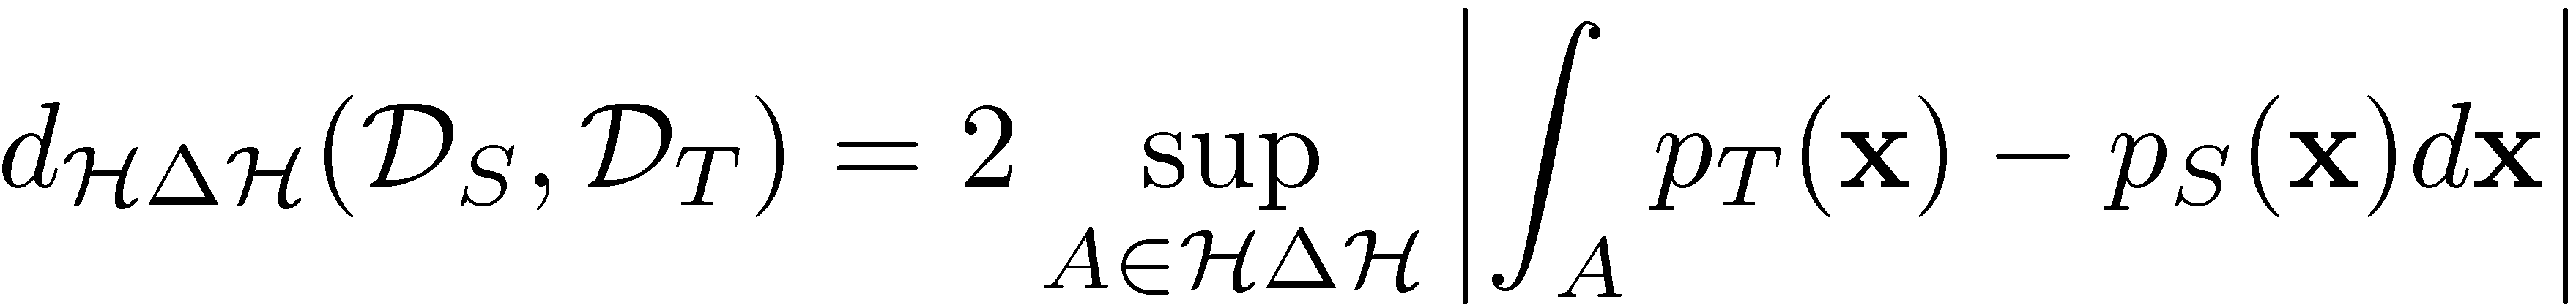 $d_{\mathcal{H}\Delta\mathcal{H}}(\mathcal{D}_S, \mathcal{D}_T) = 2 \sup_{A \in \mathcal{H}\Delta\mathcal{H}} \left| \int_A p_T(\mathbf{x}) - p_S(\mathbf{x}) d\mathbf{x} \right|$